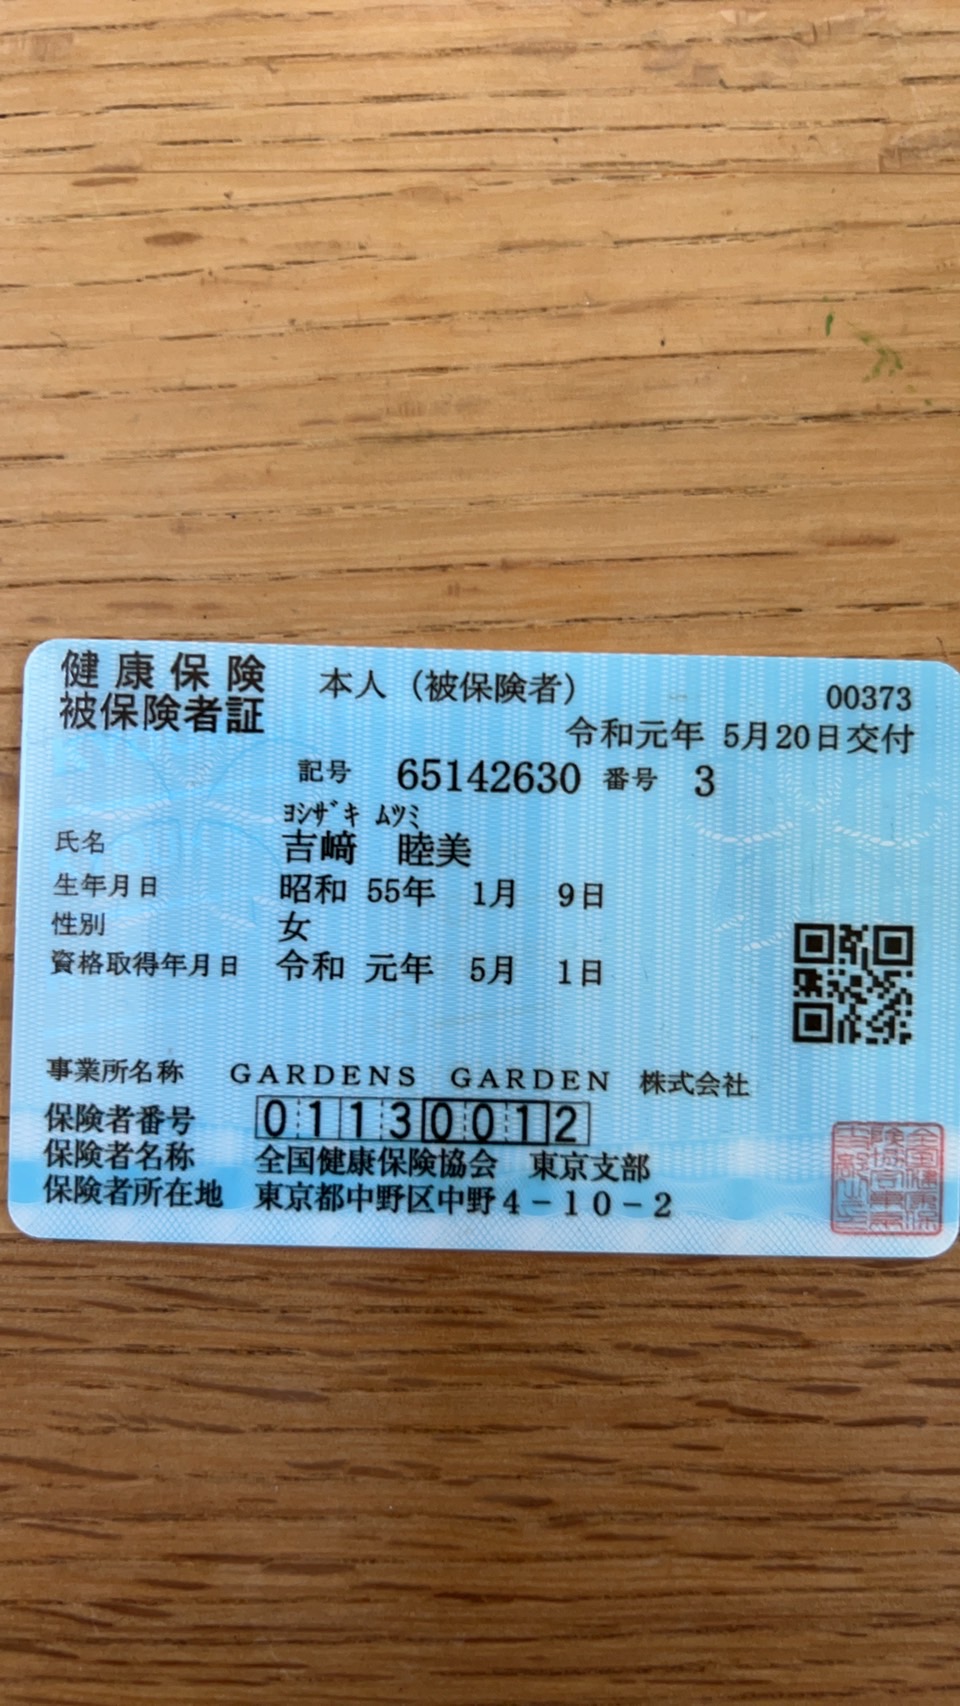 健康保険
被保険者証
本人（被保険者）
00373
令和元年 5月20日交付
記号 65142630 番号 3
ﾖｼｻﾞｷ ﾑﾂﾐ
氏名 吉﨑 睦美
生年月日 昭和 55年 1月 9日
性別 女
資格取得年月日 令和 元年 5月 1日
事業所名称 GARDENS GARDEN 株式会社
保険者番号 01130012
保険者名称 全国健康保険協会 東京支部
保険者所在地 東京都中野区中野4－10－2